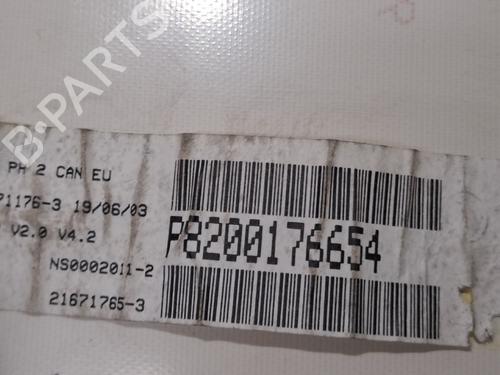 B-PARTS
PH 2 CAN EU
71176-3 19/06/03
V2.0 V4.2
NS0002011-2
21671765-3
P8200176654